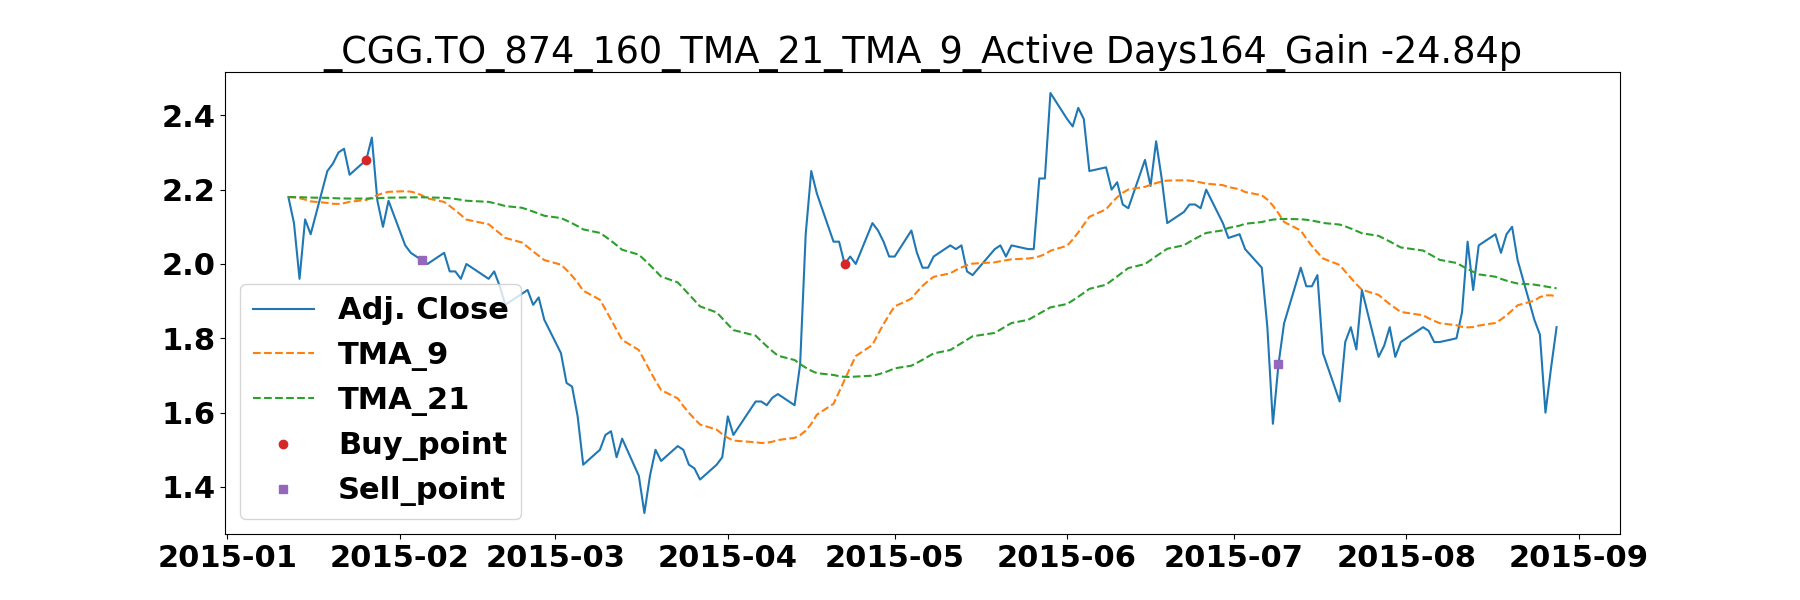 _CGG.TO_874_160_TMA_21_TMA_9_Active Days164_Gain -24.84p
2.4
2.2
2.0
1.8
1.6
1.4
Adj. Close
TMA_9
TMA_21
Buy_point
Sell_point
2015-01 2015-02 2015-03 2015-04 2015-05 2015-06 2015-07 2015-08 2015-09